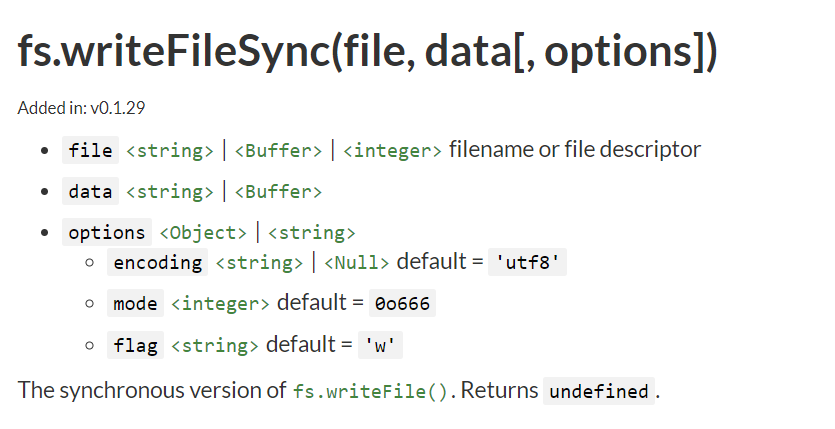 fs.writeFileSync(file, data[, options])
Added in: v0.1.29
file <string> | <Buffer> | <integer> filename or file descriptor
data <string> | <Buffer>
options <Object> | <string>
encoding <string> | <Null> default = 'utf8'
mode <integer> default = 0o666
flag <string> default = 'w'
The synchronous version of fs.writeFile(). Returns undefined.